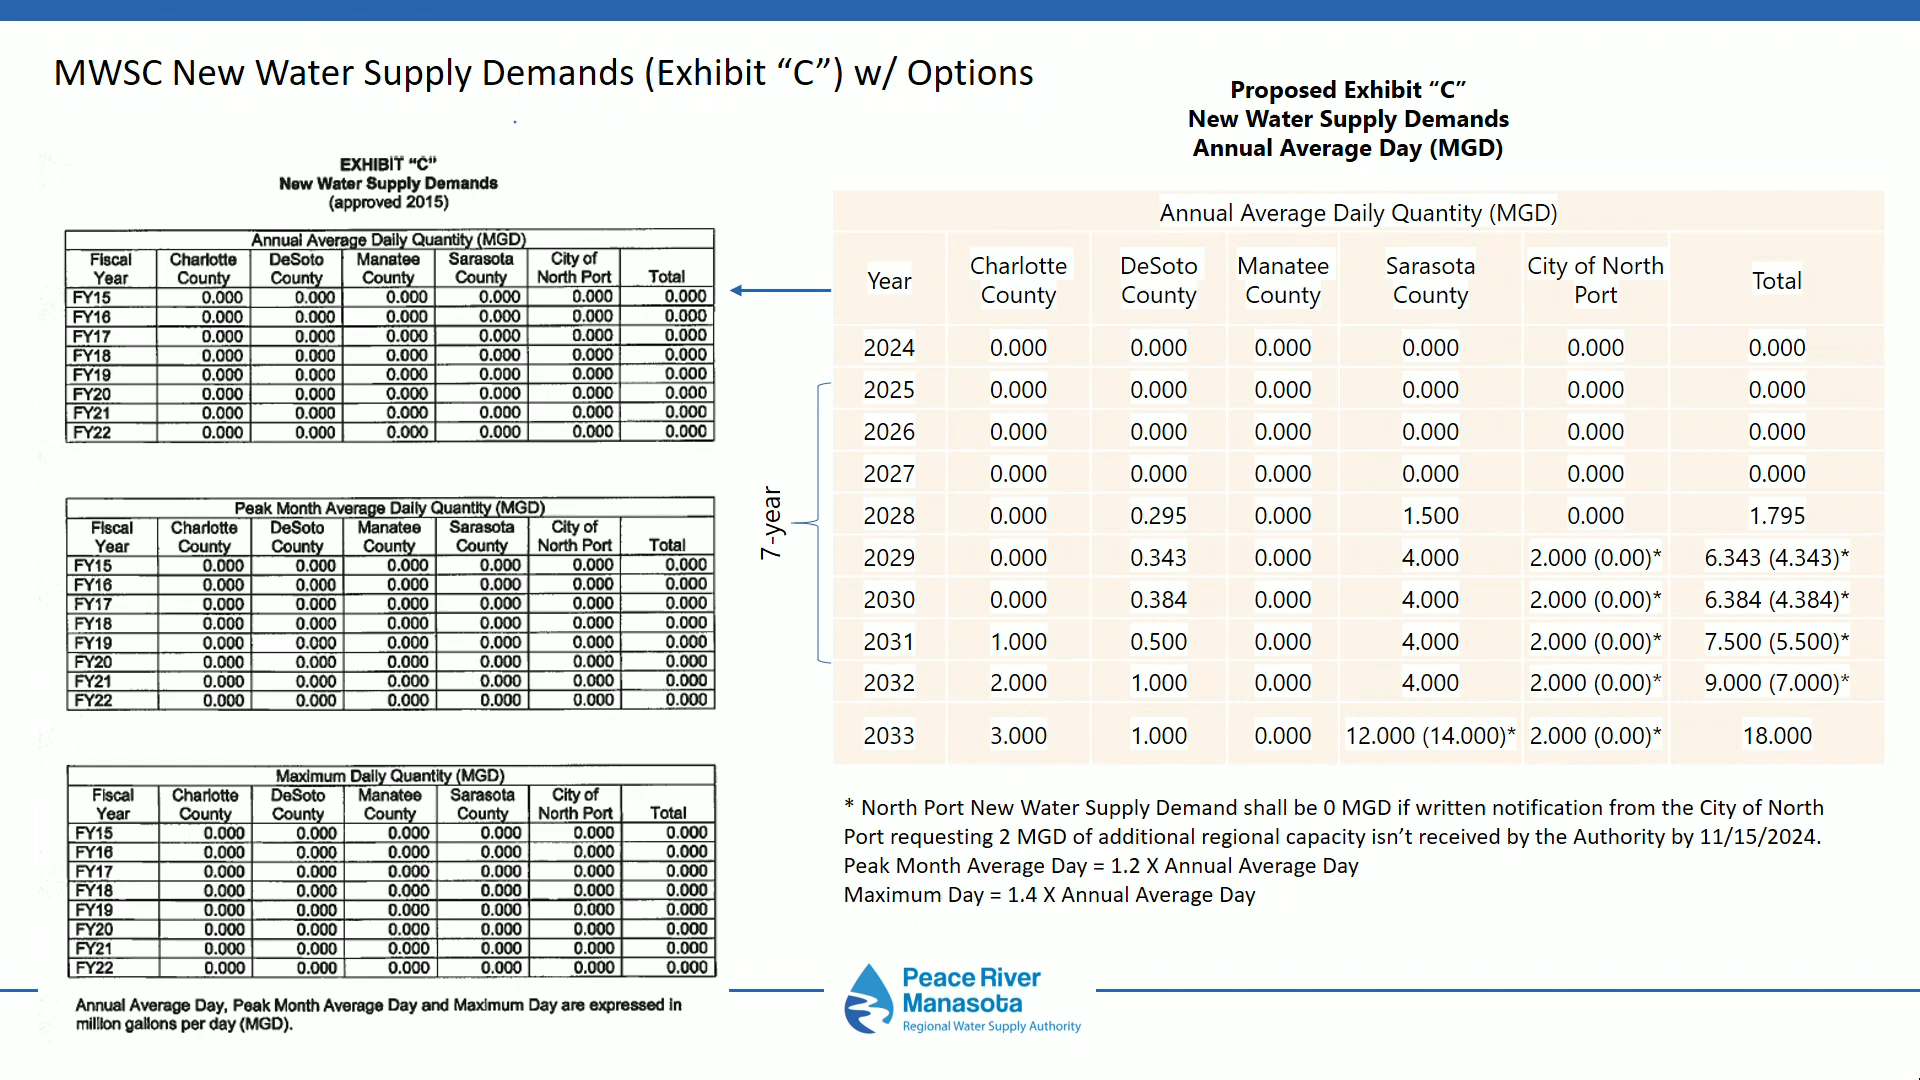 MWSC New Water Supply Demands (Exhibit “C”) w/ Options
EXHIBIT “C”
New Water Supply Demands
(approved 2015)
Annual Average Daily Quantity (MGD)
Fiscal Year Charlotte County DeSoto County Manatee County Sarasota County City of North Port Total
FY15 0.000 0.000 0.000 0.000 0.000 0.000
FY16 0.000 0.000 0.000 0.000 0.000 0.000
FY17 0.000 0.000 0.000 0.000 0.000 0.000
FY18 0.000 0.000 0.000 0.000 0.000 0.000
FY19 0.000 0.000 0.000 0.000 0.000 0.000
FY20 0.000 0.000 0.000 0.000 0.000 0.000
FY21 0.000 0.000 0.000 0.000 0.000 0.000
FY22 0.000 0.000 0.000 0.000 0.000 0.000
Peak Month Average Daily Quantity (MGD)
Fiscal Year Charlotte County DeSoto County Manatee County Sarasota County City of North Port Total
FY15 0.000 0.000 0.000 0.000 0.000 0.000
FY16 0.000 0.000 0.000 0.000 0.000 0.000
FY17 0.000 0.000 0.000 0.000 0.000 0.000
FY18 0.000 0.000 0.000 0.000 0.000 0.000
FY19 0.000 0.000 0.000 0.000 0.000 0.000
FY20 0.000 0.000 0.000 0.000 0.000 0.000
FY21 0.000 0.000 0.000 0.000 0.000 0.000
FY22 0.000 0.000 0.000 0.000 0.000 0.000
Maximum Daily Quantity (MGD)
Fiscal Year Charlotte County DeSoto County Manatee County Sarasota County City of North Port Total
FY15 0.000 0.000 0.000 0.000 0.000 0.000
FY16 0.000 0.000 0.000 0.000 0.000 0.000
FY17 0.000 0.000 0.000 0.000 0.000 0.000
FY18 0.000 0.000 0.000 0.000 0.000 0.000
FY19 0.000 0.000 0.000 0.000 0.000 0.000
FY20 0.000 0.000 0.000 0.000 0.000 0.000
FY21 0.000 0.000 0.000 0.000 0.000 0.000
FY22 0.000 0.000 0.000 0.000 0.000 0.000
Annual Average Day, Peak Month Average Day and Maximum Day are expressed in
million gallons per day (MGD).
Proposed Exhibit “C”
New Water Supply Demands
Annual Average Day (MGD)
Annual Average Daily Quantity (MGD)
Year Charlotte County DeSoto County Manatee County Sarasota County City of North Port Total
2024 0.000 0.000 0.000 0.000 0.000 0.000
2025 0.000 0.000 0.000 0.000 0.000 0.000
2026 0.000 0.000 0.000 0.000 0.000 0.000
2027 0.000 0.000 0.000 0.000 0.000 0.000
2028 0.000 0.295 0.000 1.500 0.000 1.795
2029 0.000 0.343 0.000 4.000 2.000 (0.00)* 6.343 (4.343)*
2030 0.000 0.384 0.000 4.000 2.000 (0.00)* 6.384 (4.384)*
2031 1.000 0.500 0.000 4.000 2.000 (0.00)* 7.500 (5.500)*
2032 2.000 1.000 0.000 4.000 2.000 (0.00)* 9.000 (7.000)*
2033 3.000 1.000 0.000 12.000 (14.000)* 2.000 (0.00)* 18.000
7-year
* North Port New Water Supply Demand shall be 0 MGD if written notification from the City of North
Port requesting 2 MGD of additional regional capacity isn’t received by the Authority by 11/15/2024.
Peak Month Average Day = 1.2 X Annual Average Day
Maximum Day = 1.4 X Annual Average Day
Peace River
Manasota
Regional Water Supply Authority